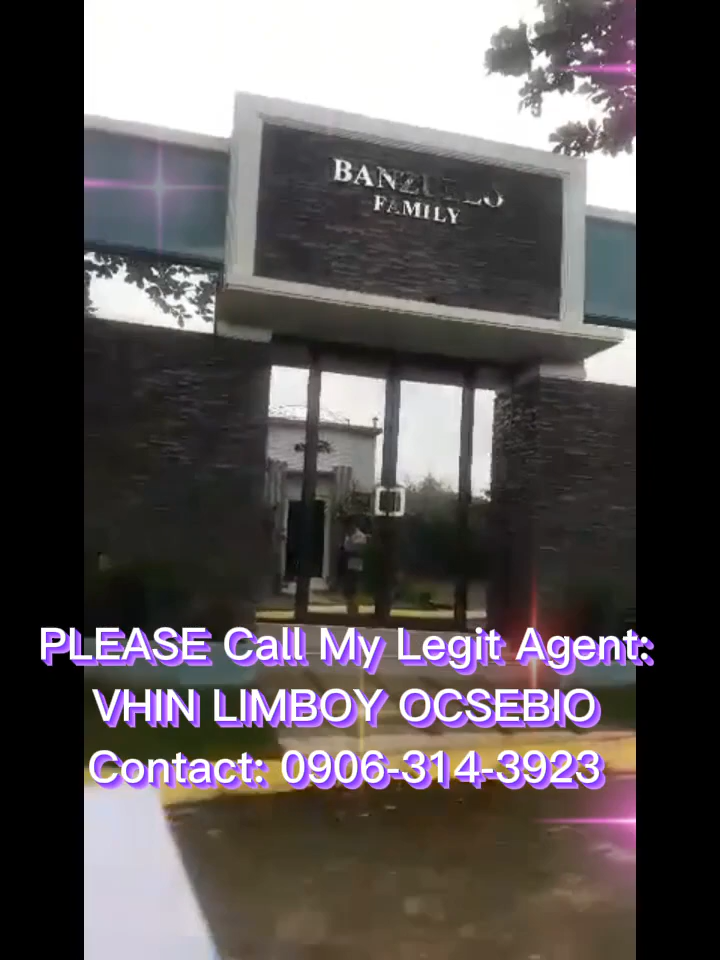 FAMILY
PLEASE Call My Legit Agent:
VHIN LIMBOY OCSEBIO
Contact: 0906-314-3923